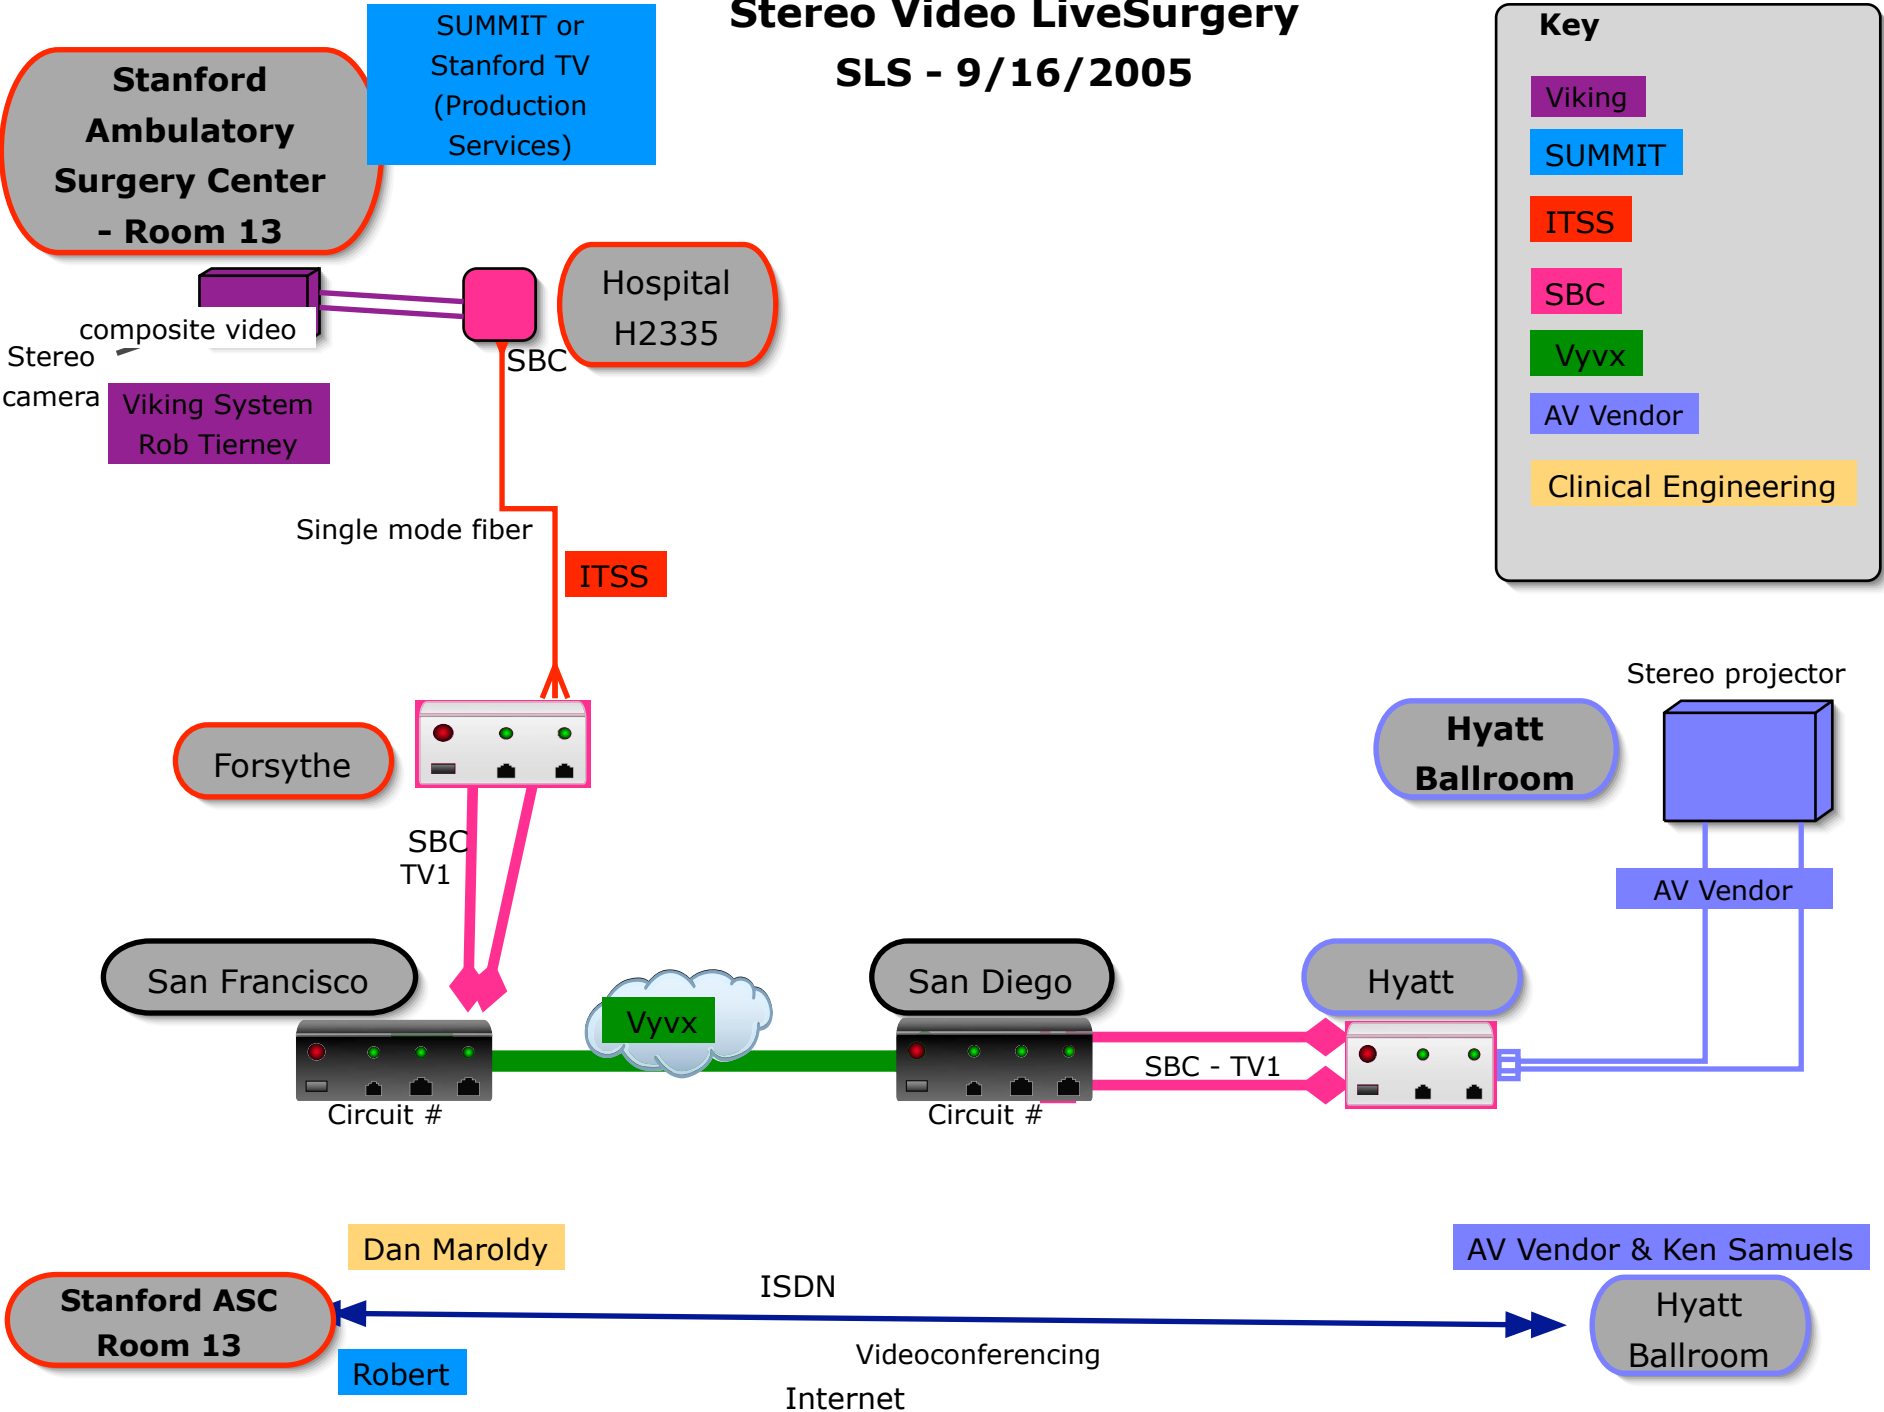 Stereo Video LiveSurgery
SLS - 9/16/2005
SUMMIT or
Stanford TV
(Production
Services)
Stanford
Ambulatory
Surgery Center
- Room 13
Key
Viking
SUMMIT
ITSS
SBC
Vyvx
AV Vendor
Clinical Engineering
Hospital
H2335
composite video
Stereo
camera
SBC
Viking System
Rob Tierney
Single mode fiber
ITSS
Stereo projector
Hyatt
Ballroom
Forsythe
SBC
TV1
AV Vendor
San Francisco
Vyvx
San Diego
Hyatt
SBC - TV1
Circuit #
Circuit #
Dan Maroldy
AV Vendor & Ken Samuels
Stanford ASC
Room 13
ISDN
Hyatt
Ballroom
Videoconferencing
Robert
Internet